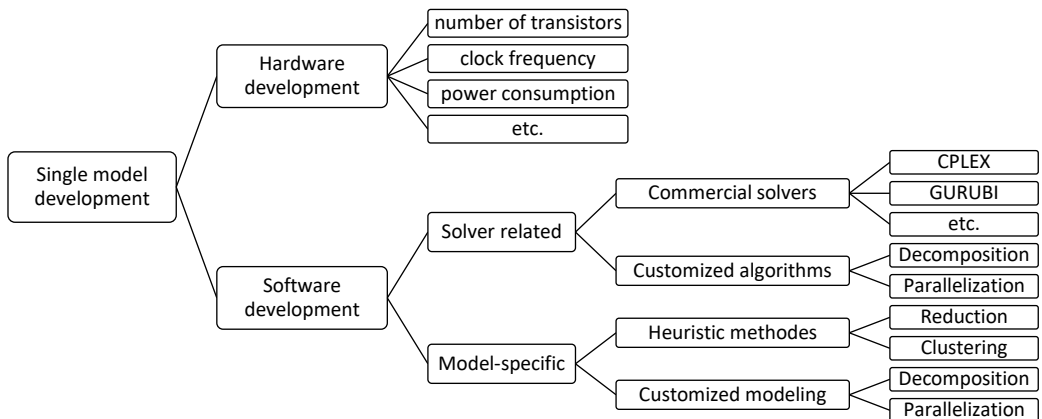 Single model
development
Hardware
development
number of transistors
clock frequency
power consumption
etc.
Software
development
Solver related
Commercial solvers
CPLEX
GURUBI
etc.
Customized algorithms
Decomposition
Parallelization
Model-specific
Heuristic methodes
Reduction
Clustering
Customized modeling
Decomposition
Parallelization